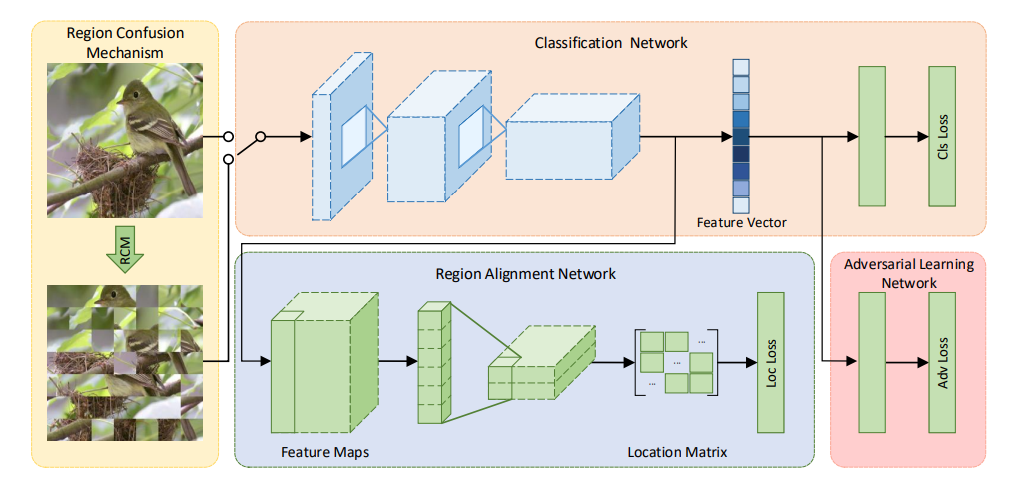 Region Confusion
Mechanism
RCM
Classification Network
Feature Vector
Cls Loss
Region Alignment Network
Feature Maps
...
...
...
Location Matrix
Loc Loss
Adversarial Learning
Network
Adv Loss